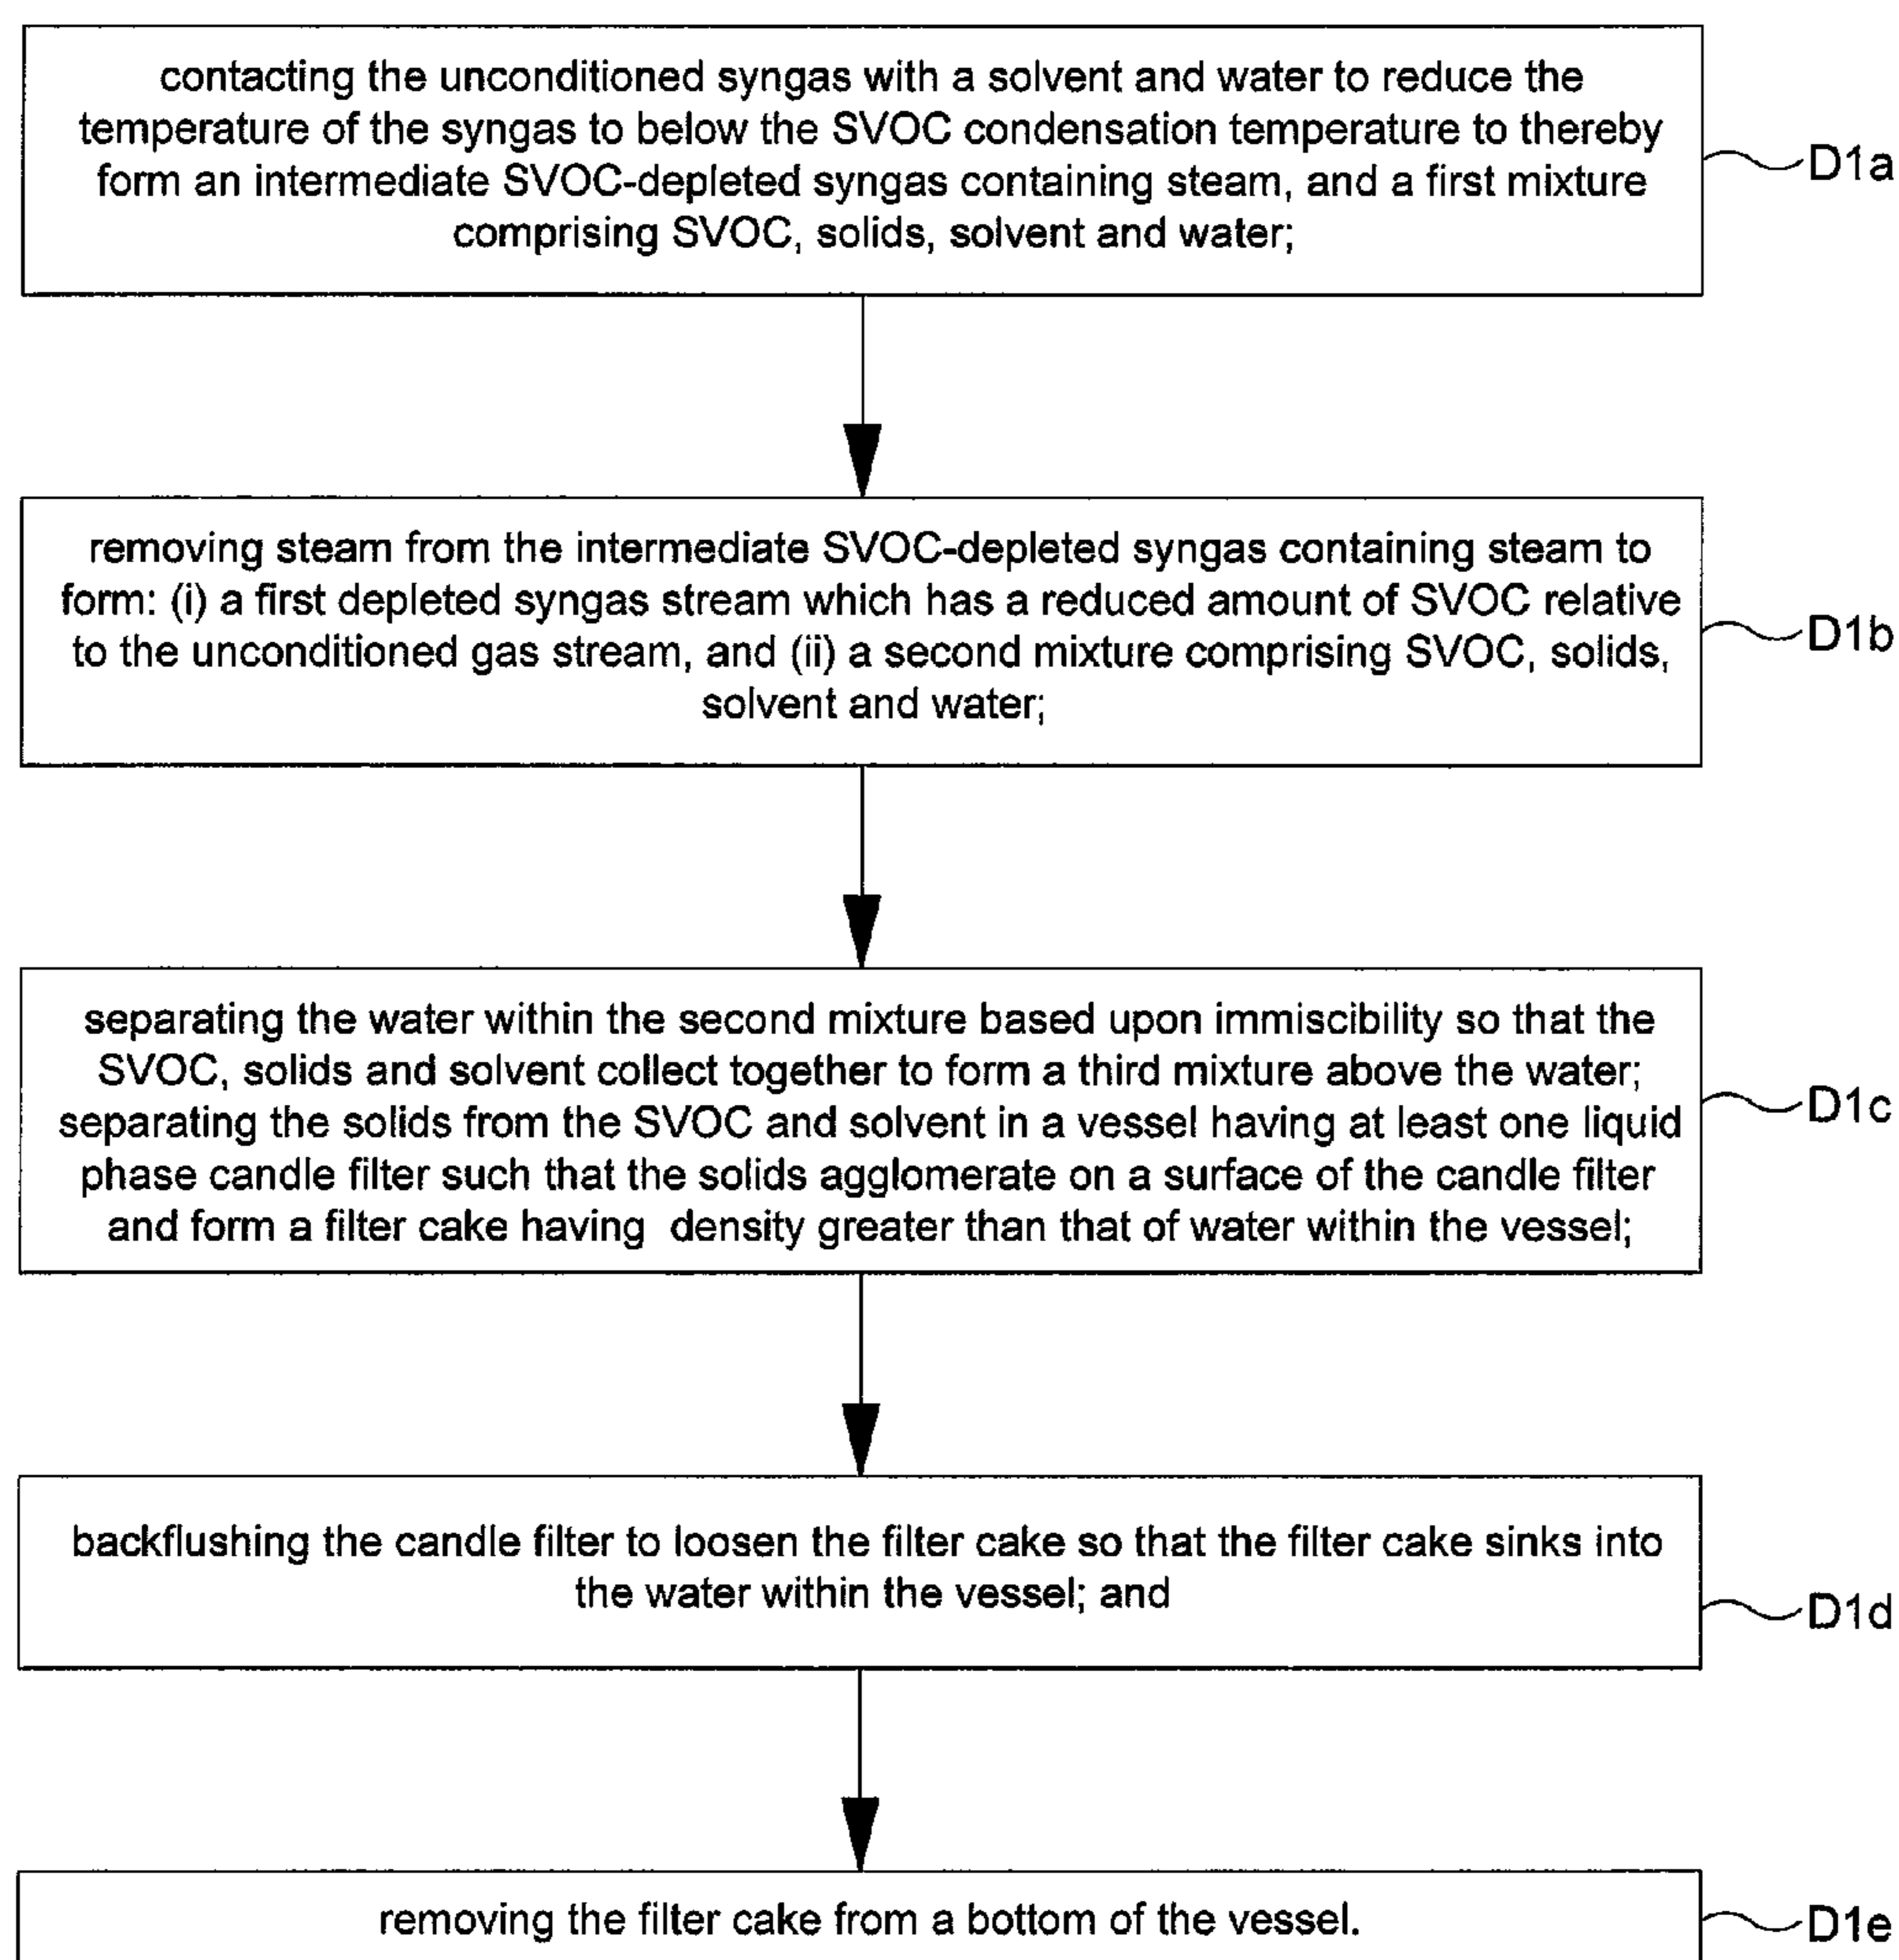 contacting the unconditioned syngas with a solvent and water to reduce the
temperature of the syngas to below the SVOC condensation temperature to thereby
form an intermediate SVOC-depleted syngas containing steam, and a first mixture
comprising SVOC, solids, solvent and water;
D1a
removing steam from the intermediate SVOC-depleted syngas containing steam to
form: (i) a first depleted syngas stream which has a reduced amount of SVOC relative
to the unconditioned gas stream, and (ii) a second mixture comprising SVOC, solids,
solvent and water;
D1b
separating the water within the second mixture based upon immiscibility so that the
SVOC, solids and solvent collect together to form a third mixture above the water;
separating the solids from the SVOC and solvent in a vessel having at least one liquid
phase candle filter such that the solids agglomerate on a surface of the candle filter
and form a filter cake having density greater than that of water within the vessel;
D1c
backflushing the candle filter to loosen the filter cake so that the filter cake sinks into
the water within the vessel; and
D1d
removing the filter cake from a bottom of the vessel.
D1e